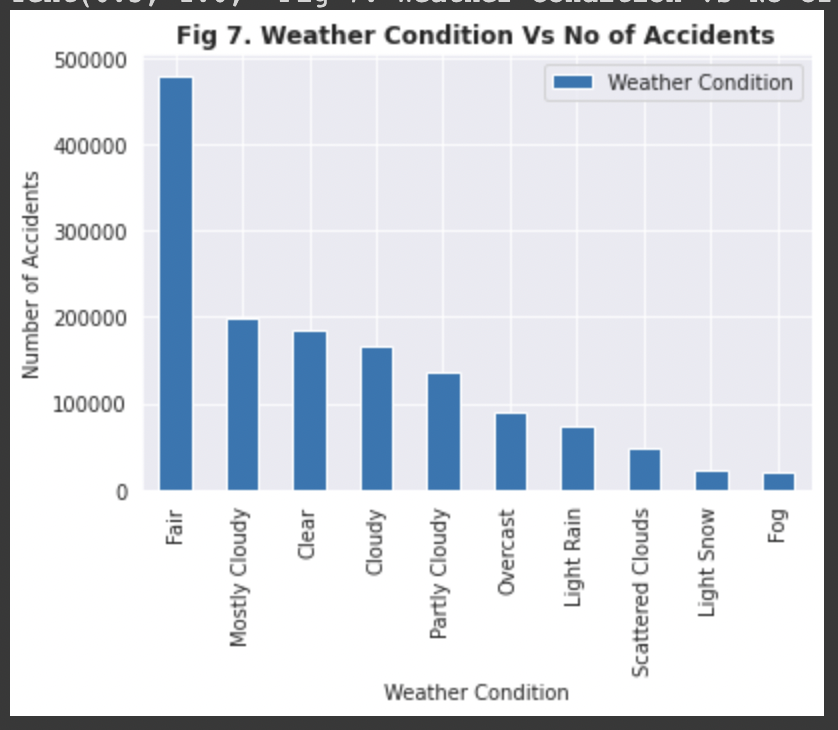 Fig 7. Weather Condition Vs No of Accidents
Weather Condition
500000
400000
300000
200000
100000
0
Number of Accidents
Fair
Mostly Cloudy
Clear
Cloudy
Partly Cloudy
Overcast
Light Rain
Scattered Clouds
Light Snow
Fog
Weather Condition